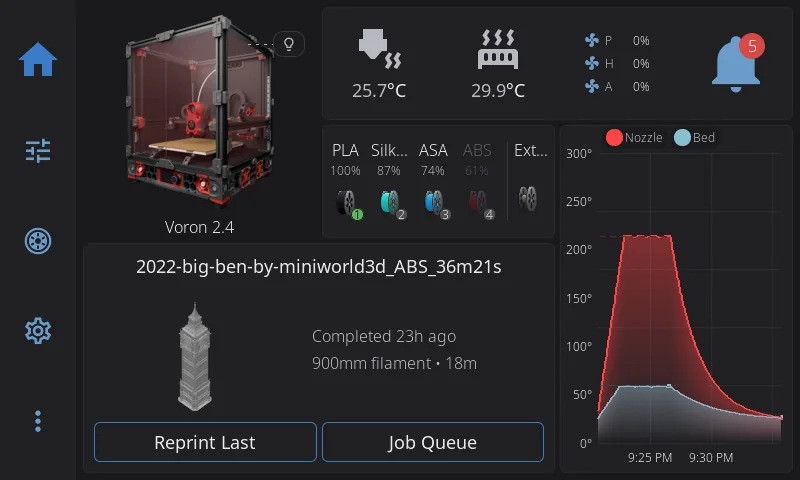 25.7°C
29.9°C
P 0%
H 0%
A 0%
5
Voron 2.4
PLA Silk... ASA ABS Ext...
100% 87% 74% 61%
1 2 3 4
Nozzle Bed
300°
250°
200°
150°
100°
50°
0°
9:25 PM 9:30 PM
2022-big-ben-by-miniworld3d_ABS_36m21s
Completed 23h ago
900mm filament • 18m
Reprint Last Job Queue